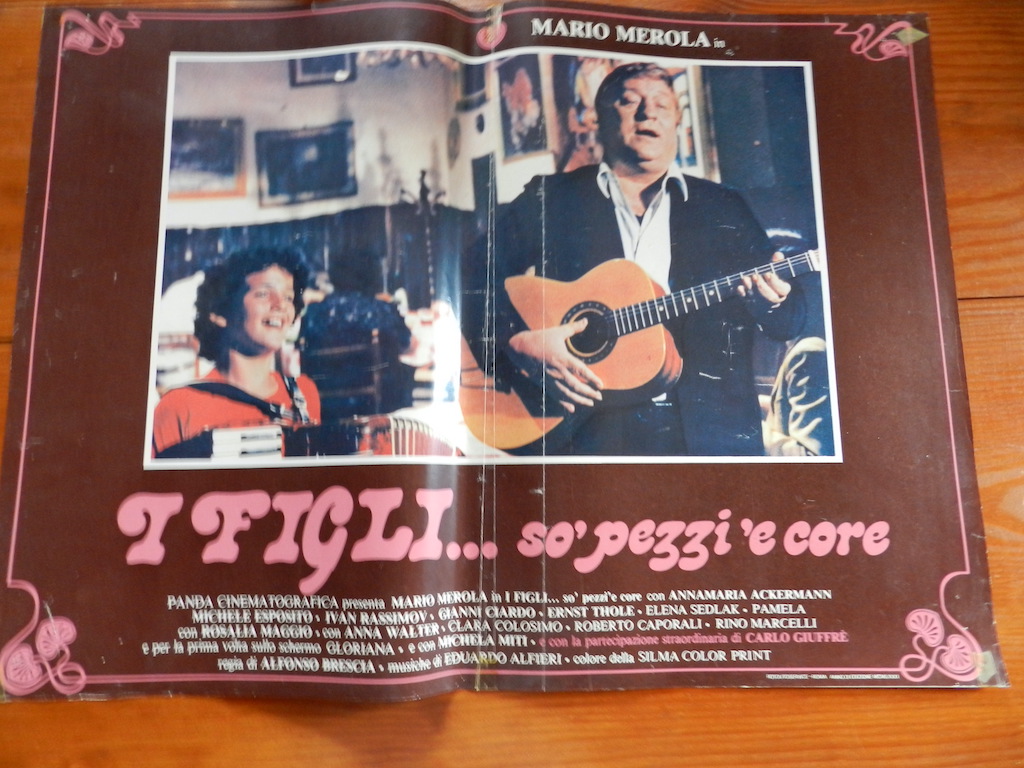 MARIO MEROLA in
I FIGLI... so' pezzi 'e core
PANDA CINEMATOGRAFICA presenta MARIO MEROLA in I FIGLI... so' pezzi'e core con ANNAMARIA ACKERMANN
MICHELE ESPOSITO • IVAN RASSIMOV • GIANNI CIARDO • ERNST THOLE • ELENA SEDLAK • PAMELA
con ROSALIA MAGGIO • con ANNA WALTER • CLARA COLOSIMO • ROBERTO CAPORALI • RINO MARCELLI
e per la prima volta sullo schermo GLORIANA • e con MICHELA MITI • e con la partecipazione straordinaria di CARLO GIUFFRÈ
regia di ALFONSO BRESCIA • musiche di EDUARDO ALFIERI • colore della SILMA COLOR PRINT